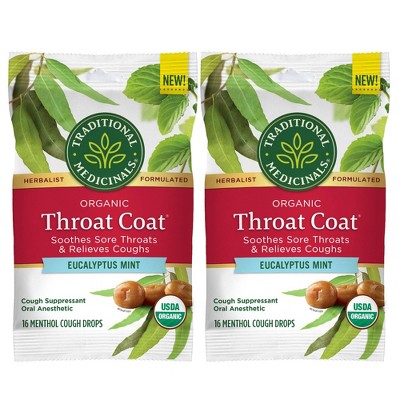 NEW!
TRADITIONAL
MEDICINALS®
HERBALIST FORMULATED
ORGANIC
Throat Coat®
Soothes Sore Throats
& Relieves Coughs
EUCALYPTUS MINT
Cough Suppressant
Oral Anesthetic
16 MENTHOL COUGH DROPS
USDA
ORGANIC
NEW!
TRADITIONAL
MEDICINALS®
HERBALIST FORMULATED
ORGANIC
Throat Coat®
Soothes Sore Throats
& Relieves Coughs
EUCALYPTUS MINT
Cough Suppressant
Oral Anesthetic
16 MENTHOL COUGH DROPS
USDA
ORGANIC